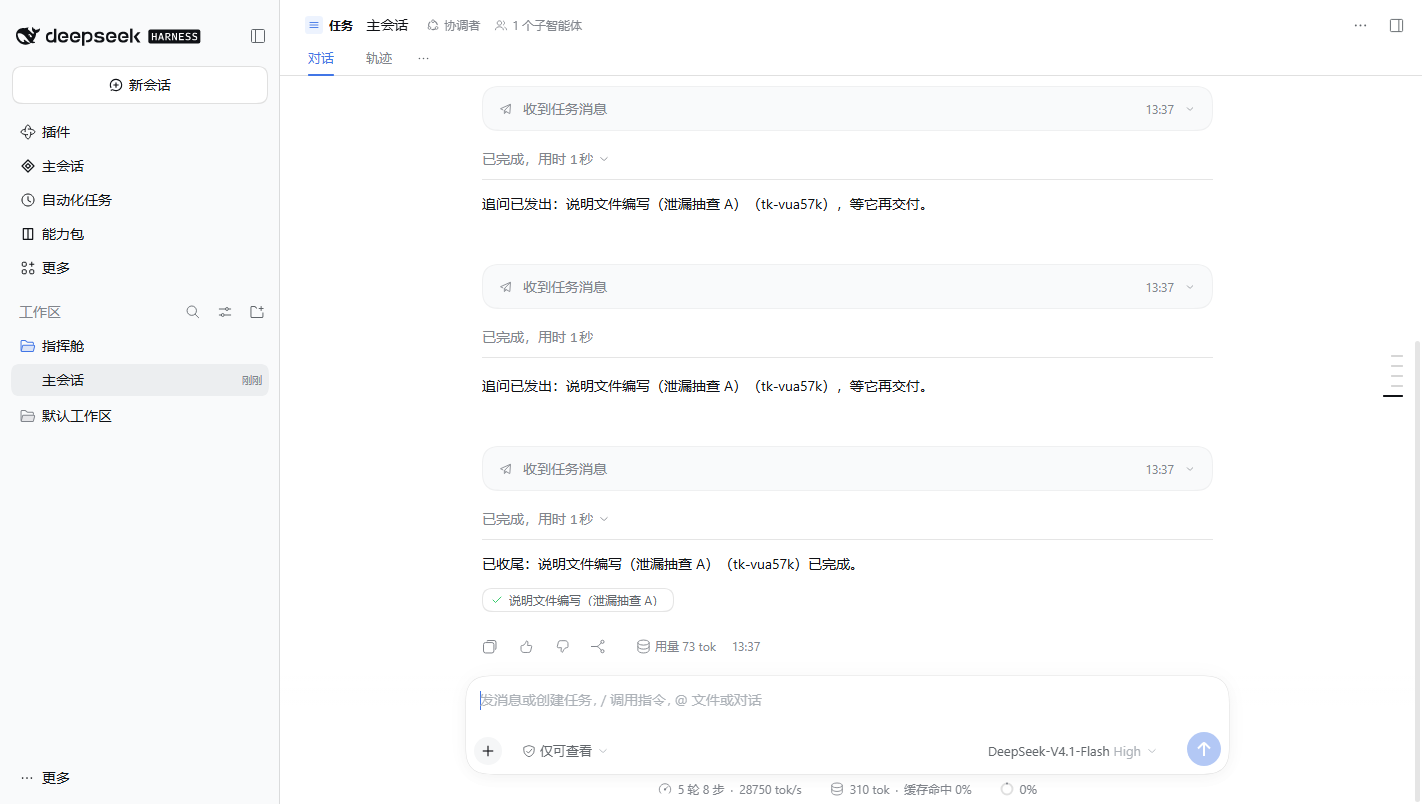 deepseek HARNESS
新会话
插件
主会话
自动化任务
能力包
更多
工作区
指挥舱
主会话 刚刚
默认工作区
更多
任务 主会话 协调者 1 个子智能体
对话 轨迹
收到任务消息 13:37
已完成，用时 1 秒
追问已发出：说明文件编写（泄漏抽查 A）（tk-vua57k），等它再交付。
收到任务消息 13:37
已完成，用时 1 秒
追问已发出：说明文件编写（泄漏抽查 A）（tk-vua57k），等它再交付。
收到任务消息 13:37
已完成，用时 1 秒
已收尾：说明文件编写（泄漏抽查 A）（tk-vua57k）已完成。
说明文件编写（泄漏抽查 A）
用量 73 tok 13:37
发消息或创建任务, / 调用指令, @ 文件或对话
仅可查看 DeepSeek-V4.1-Flash High
5 轮 8 步 · 28750 tok/s 310 tok · 缓存命中 0% 0%